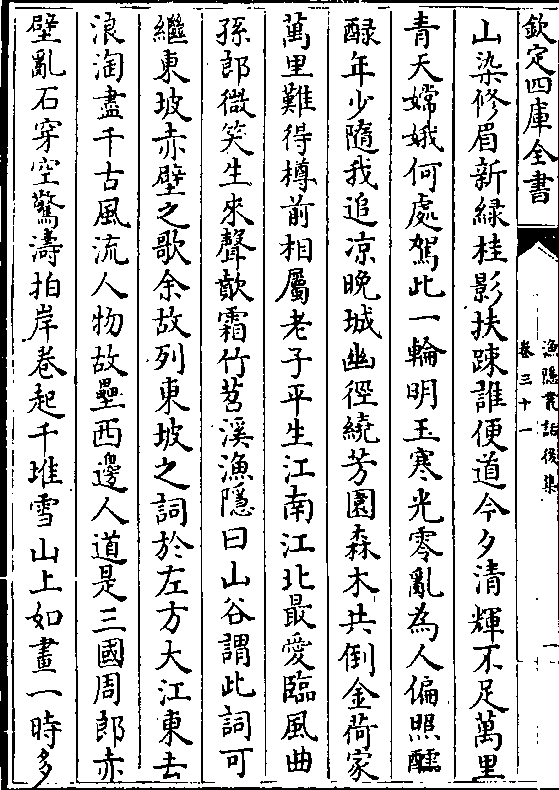 欽定四庫全書
漁隱叢話後集
卷三十一
一
山染修眉新緑桂影扶踈誰便道今夕清輝不足萬里
青天嫦娥何處駕此一輪明玉寒光零亂為人偏照醽
醁年少隨我追凉晚城幽徑繞芳園森木共倒金荷家
萬里難得樽前相屬老子平生江南江北最愛臨風曲
孫郎微笑生來聲歕霜竹苕溪漁隱曰山谷謂此詞可
繼東坡赤壁之歌余故列東坡之詞於左方大江東去
浪淘盡千古風流人物故壘西邊人道是三國周郎赤
壁亂石穿空驚濤拍岸巻起千堆雪山上如畫一時多